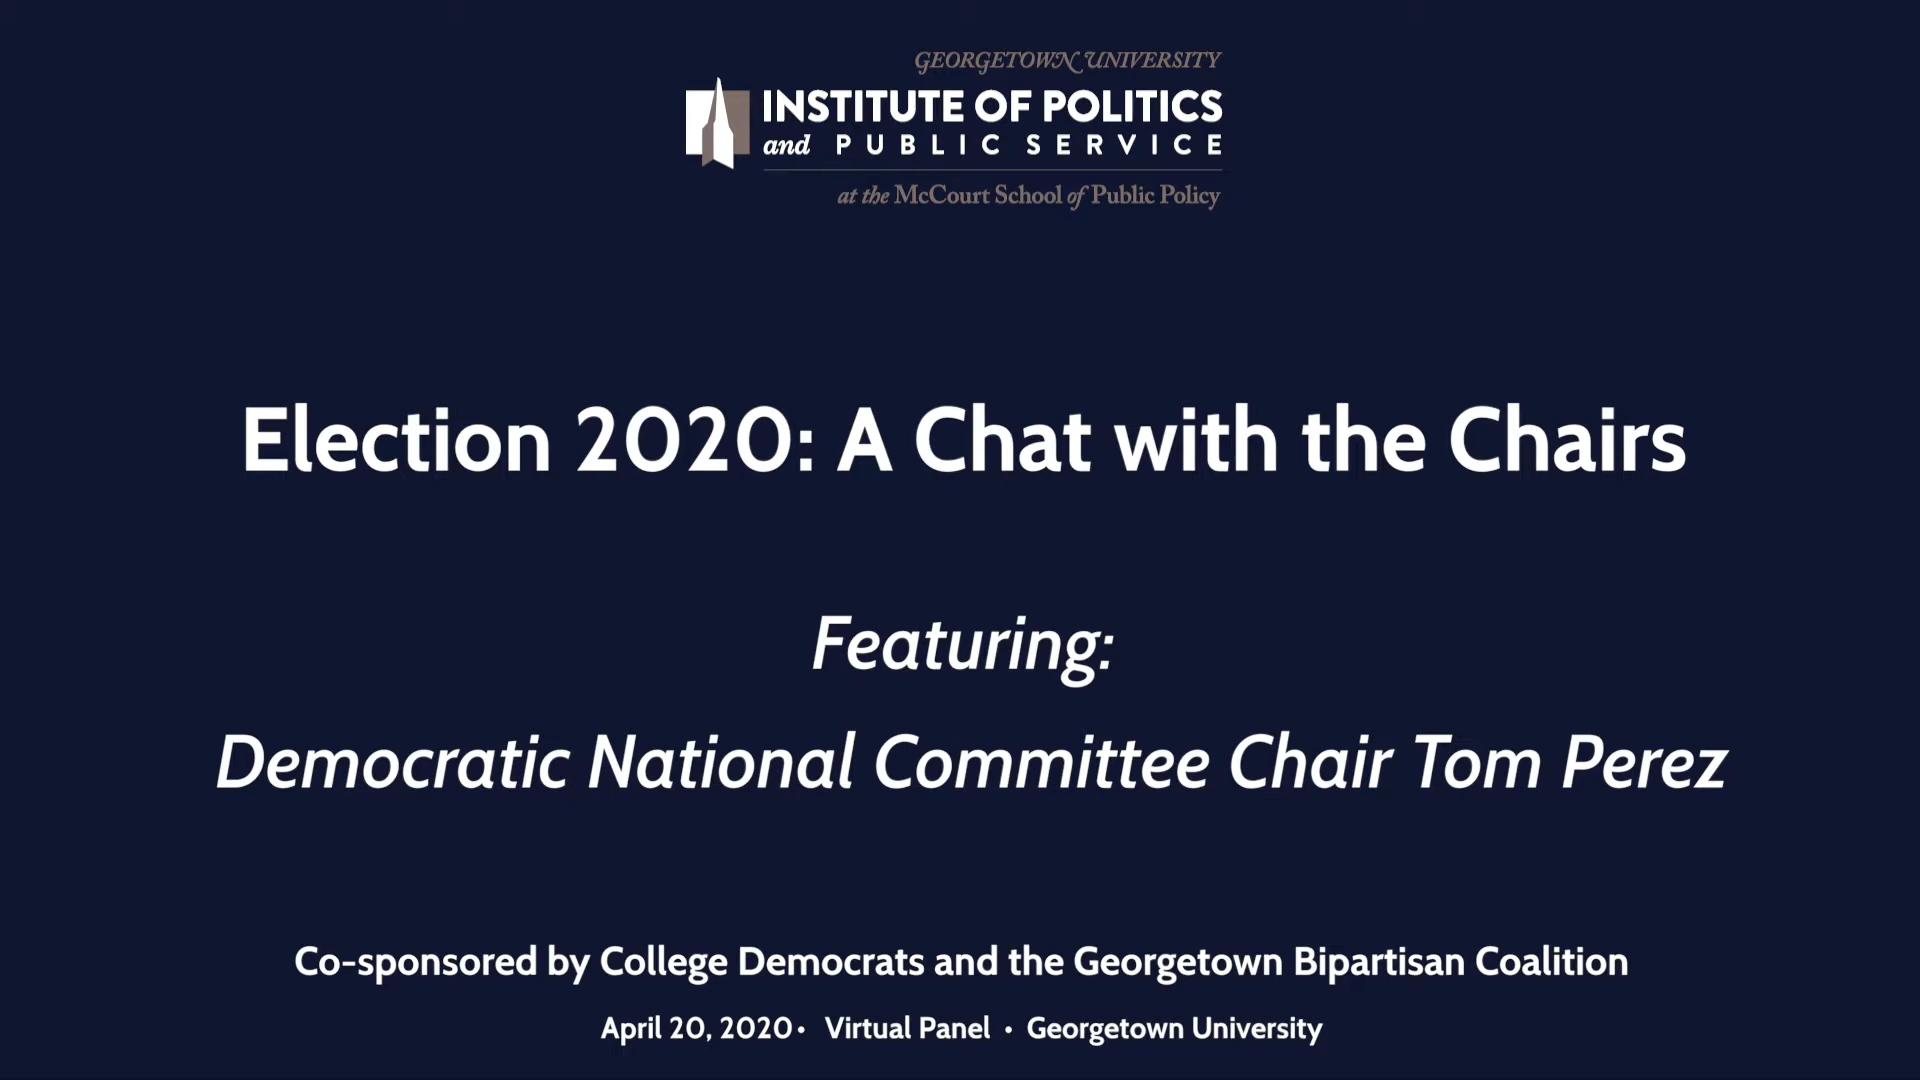 GEORGETOWN UNIVERSITY
INSTITUTE OF POLITICS
and PUBLIC SERVICE
at the McCourt School of Public Policy
Election 2020: A Chat with the Chairs
Featuring:
Democratic National Committee Chair Tom Perez
Co-sponsored by College Democrats and the Georgetown Bipartisan Coalition
April 20, 2020 • Virtual Panel • Georgetown University